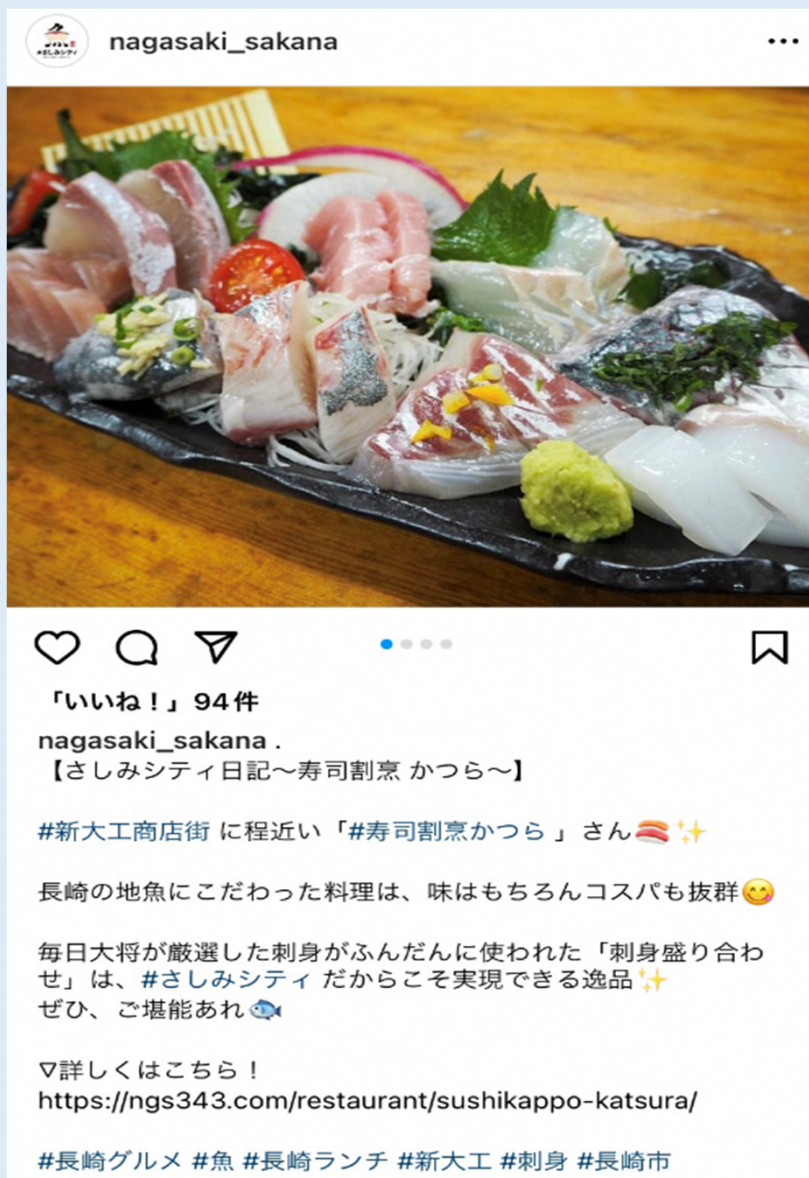 #さしみシティ
nagasaki_sakana
「いいね！」94件
nagasaki_sakana .
【さしみシティ日記〜寿司割烹 かつら〜】
#新大工商店街 に程近い「#寿司割烹かつら 」さん🍣✨
長崎の地魚にこだわった料理は、味はもちろんコスパも抜群😋
毎日大将が厳選した刺身がふんだんに使われた「刺身盛り合わ
せ」は、#さしみシティ だからこそ実現できる逸品✨
ぜひ、ご堪能あれ🐟
▽詳しくはこちら！
https://ngs343.com/restaurant/sushikappo-katsura/
#長崎グルメ #魚 #長崎ランチ #新大工 #刺身 #長崎市